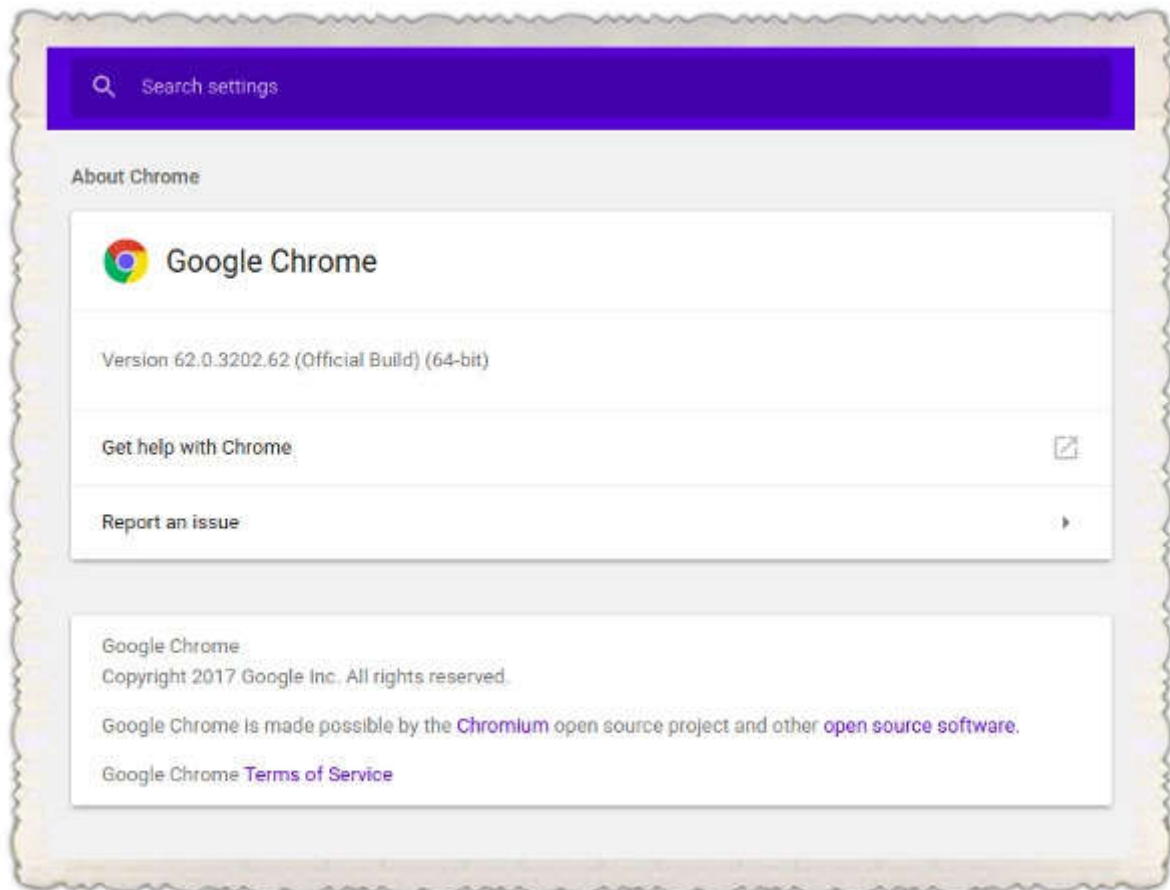 Search settings
About Chrome
Google Chrome
Version 62.0.3202.62 (Official Build) (64-bit)
Get help with Chrome
Report an issue
Google Chrome
Copyright 2017 Google Inc. All rights reserved.
Google Chrome is made possible by the Chromium open source project and other open source software.
Google Chrome Terms of Service